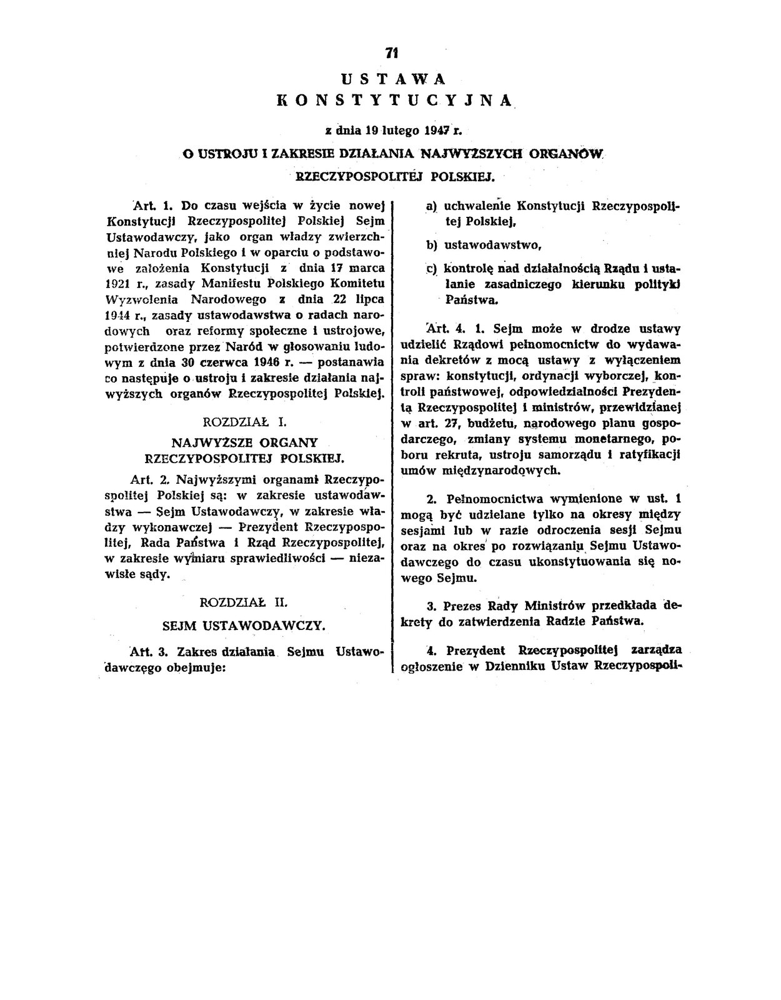 71
USTAWA
KONSTYTUCYJNA
z dnia 19 lutego 1947 r.
O USTROJU I ZAKRESIE DZIAŁANIA NAJWYŻSZYCH ORGANÓW
RZECZYPOSPOLITEJ POLSKIEJ.
Art. 1. Do czasu wejścia w życie nowej
Konstytucji Rzeczypospolitej Polskiej Sejm
Ustawodawczy, jako organ władzy zwierzch-
niej Narodu Polskiego i w oparciu o podstawo-
we założenia Konstytucji z dnia 17 marca
1921 r., zasady Manifestu Polskiego Komitetu
Wyzwolenia Narodowego z dnia 22 lipca
1944 r., zasady ustawodawstwa o radach naro-
dowych oraz reformy społeczne i ustrojowe,
potwierdzone przez Naród w głosowaniu ludo-
wym z dnia 30 czerwca 1946 r. — postanawia
co następuje o ustroju i zakresie działania naj-
wyższych organów Rzeczypospolitej Polskiej.
ROZDZIAŁ I.
NAJWYŻSZE ORGANY
RZECZYPOSPOLITEJ POLSKIEJ.
Art. 2. Najwyższymi organami Rzeczypo-
spolitej Polskiej są: w zakresie ustawodaw-
stwa — Sejm Ustawodawczy, w zakresie wła-
dzy wykonawczej — Prezydent Rzeczypospo-
litej, Rada Państwa i Rząd Rzeczypospolitej,
w zakresie wymiaru sprawiedliwości — nieza-
wisłe sądy.
ROZDZIAŁ II.
SEJM USTAWODAWCZY.
Art. 3. Zakres działania Sejmu Ustawo-
dawczego obejmuje:
a) uchwalenie Konstytucji Rzeczypospoli-
tej Polskiej,
b) ustawodawstwo,
c) kontrolę nad działalnością Rządu i usta-
lanie zasadniczego kierunku polityki
Państwa.
Art. 4. 1. Sejm może w drodze ustawy
udzielić Rządowi pełnomocnictw do wydawa-
nia dekretów z mocą ustawy z wyłączeniem
spraw: konstytucji, ordynacji wyborczej, kon-
troli państwowej, odpowiedzialności Prezyden-
ta Rzeczypospolitej i ministrów, przewidzianej
w art. 27, budżetu, narodowego planu gospo-
darczego, zmiany systemu monetarnego, po-
boru rekruta, ustroju samorządu i ratyfikacji
umów międzynarodowych.
2. Pełnomocnictwa wymienione w ust. 1
mogą być udzielane tylko na okresy między
sesjami lub w razie odroczenia sesji Sejmu
oraz na okres po rozwiązaniu Sejmu Ustawo-
dawczego do czasu ukonstytuowania się no-
wego Sejmu.
3. Prezes Rady Ministrów przedkłada de-
krety do zatwierdzenia Radzie Państwa.
4. Prezydent Rzeczypospolitej zarządza
ogłoszenie w Dzienniku Ustaw Rzeczypospoli-